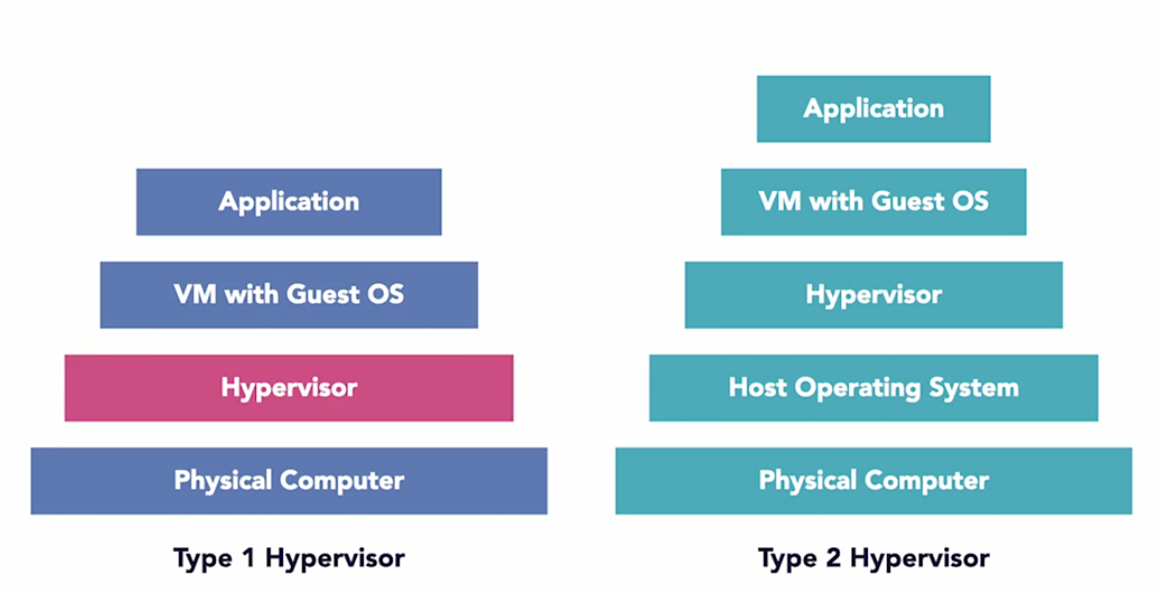 Application
VM with Guest OS
Hypervisor
Physical Computer
Type 1 Hypervisor
Application
VM with Guest OS
Hypervisor
Host Operating System
Physical Computer
Type 2 Hypervisor